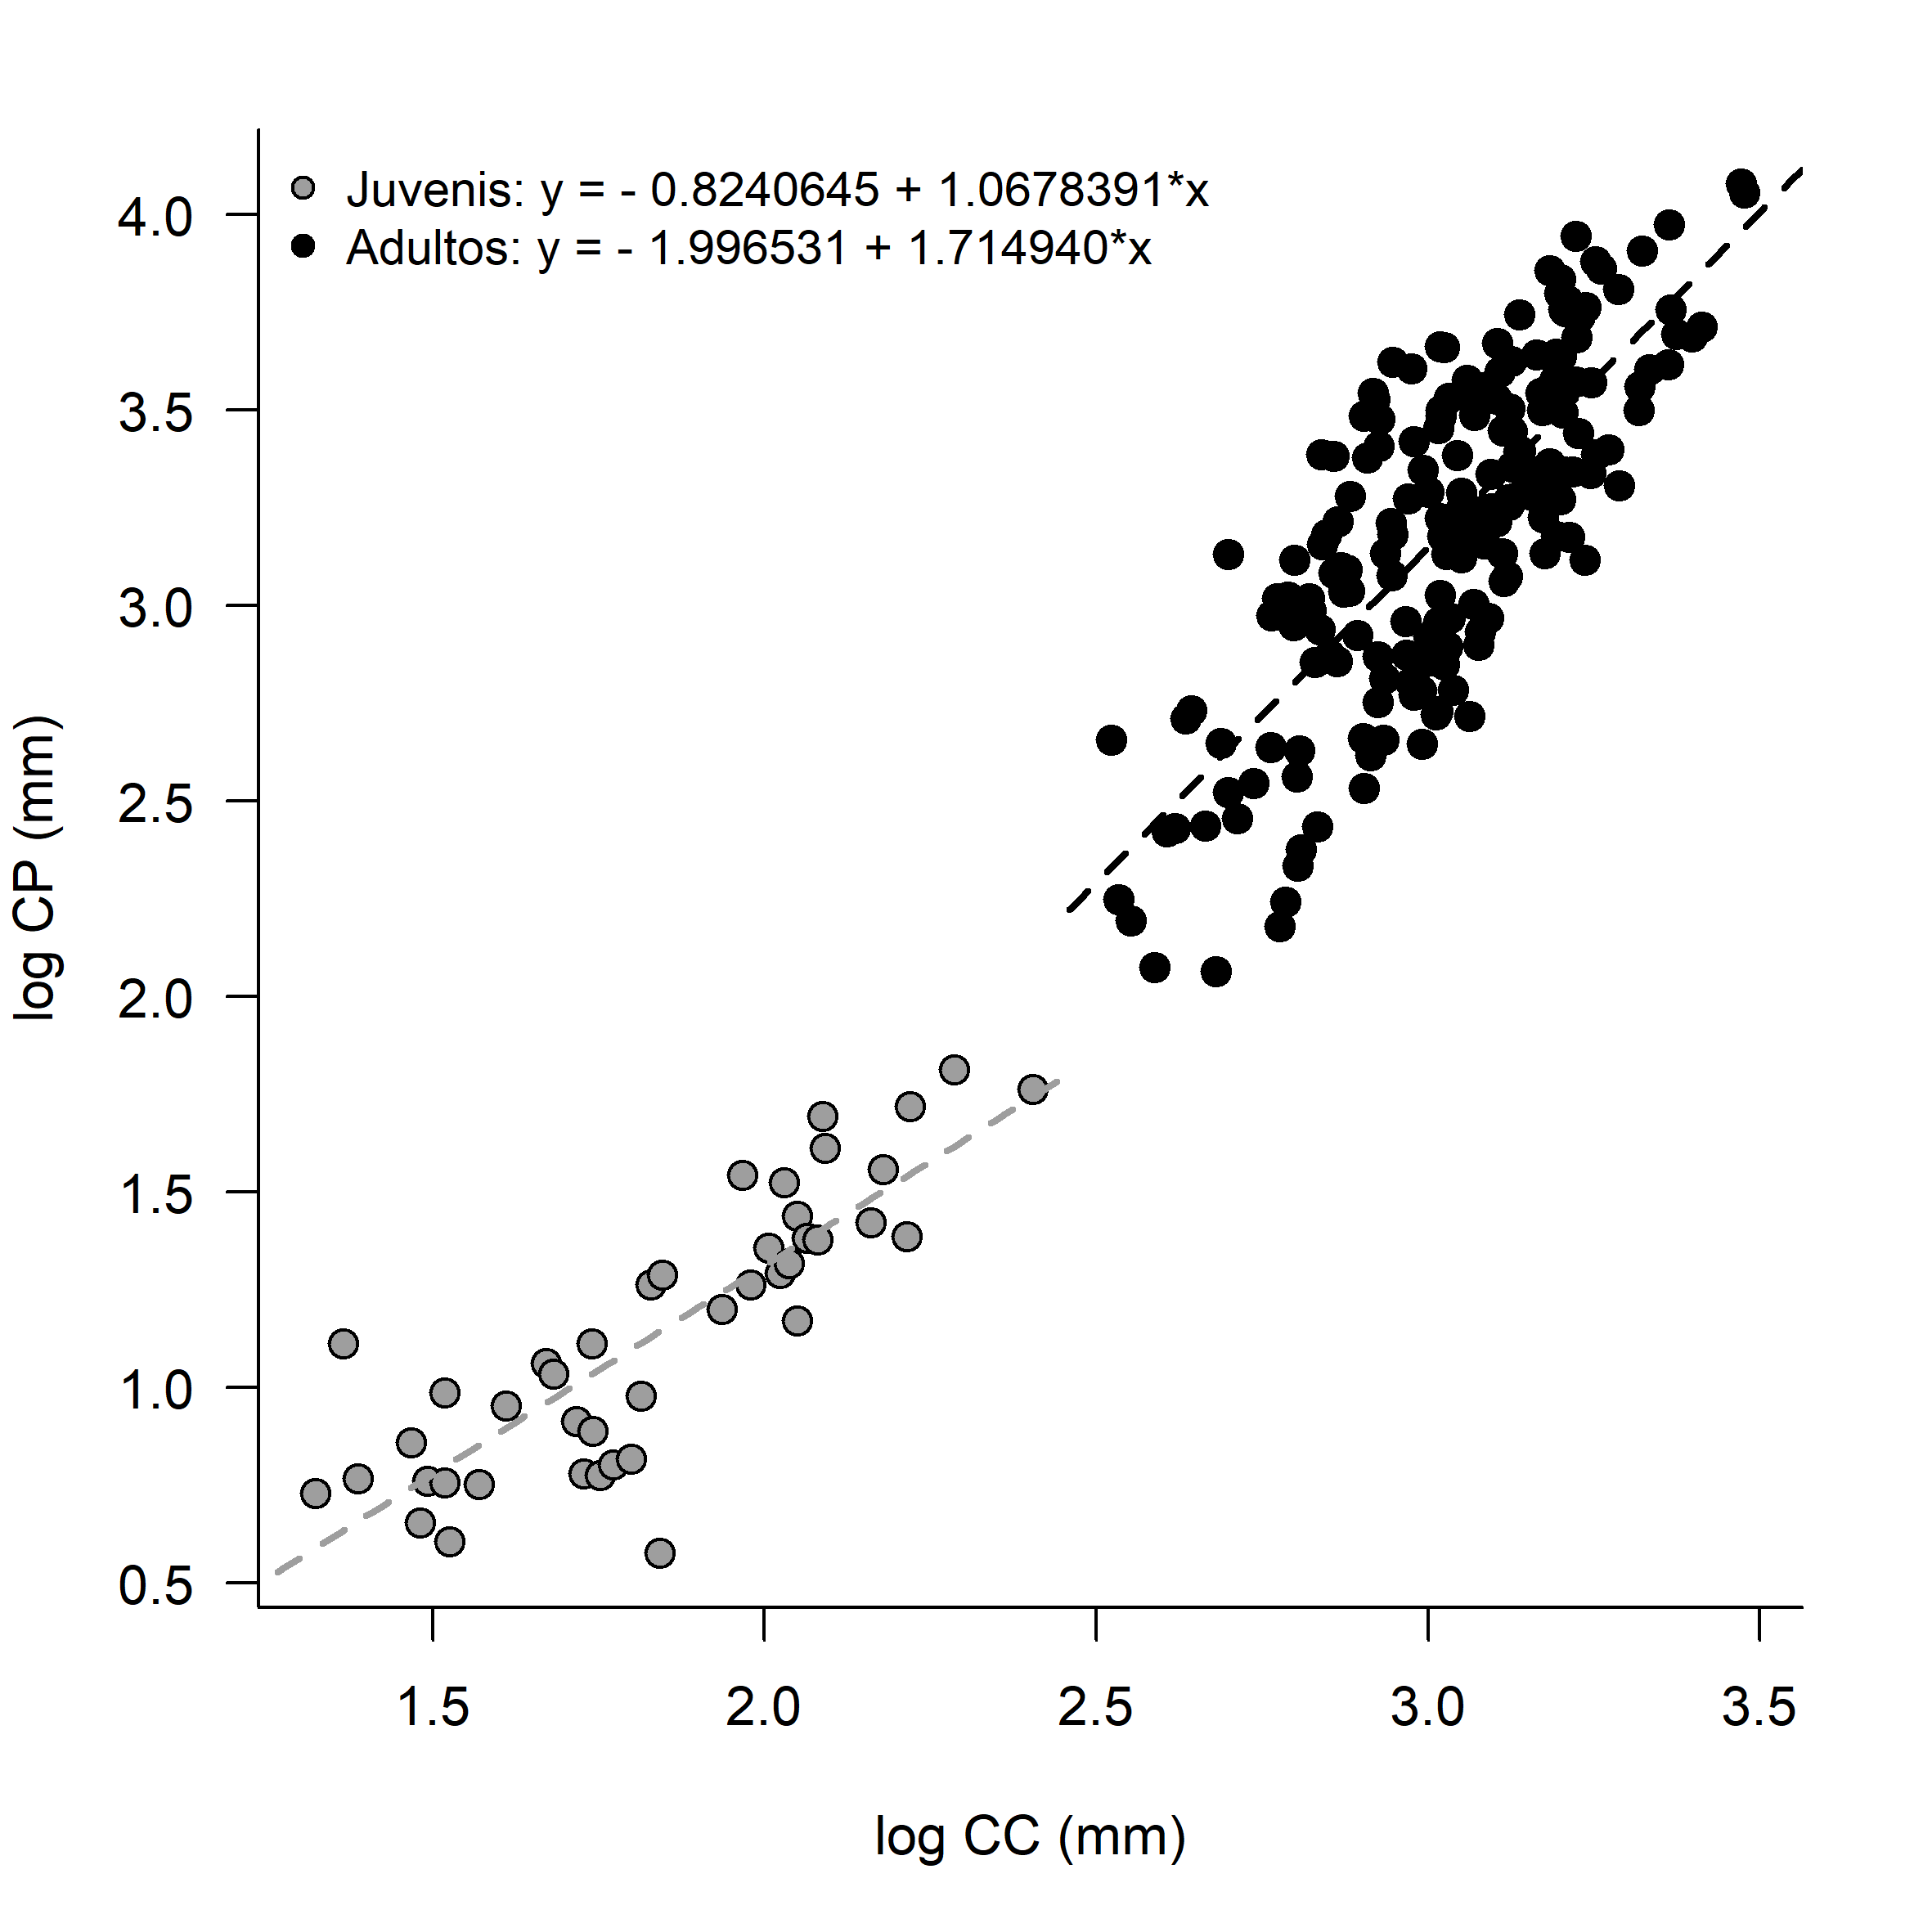 Juvenis: y = - 0.8240645 + 1.0678391*x
Adultos: y = - 1.996531 + 1.714940*x
4.0
3.5
3.0
2.5
2.0
1.5
1.0
0.5
log CP (mm)
1.5 2.0 2.5 3.0 3.5
log CC (mm)